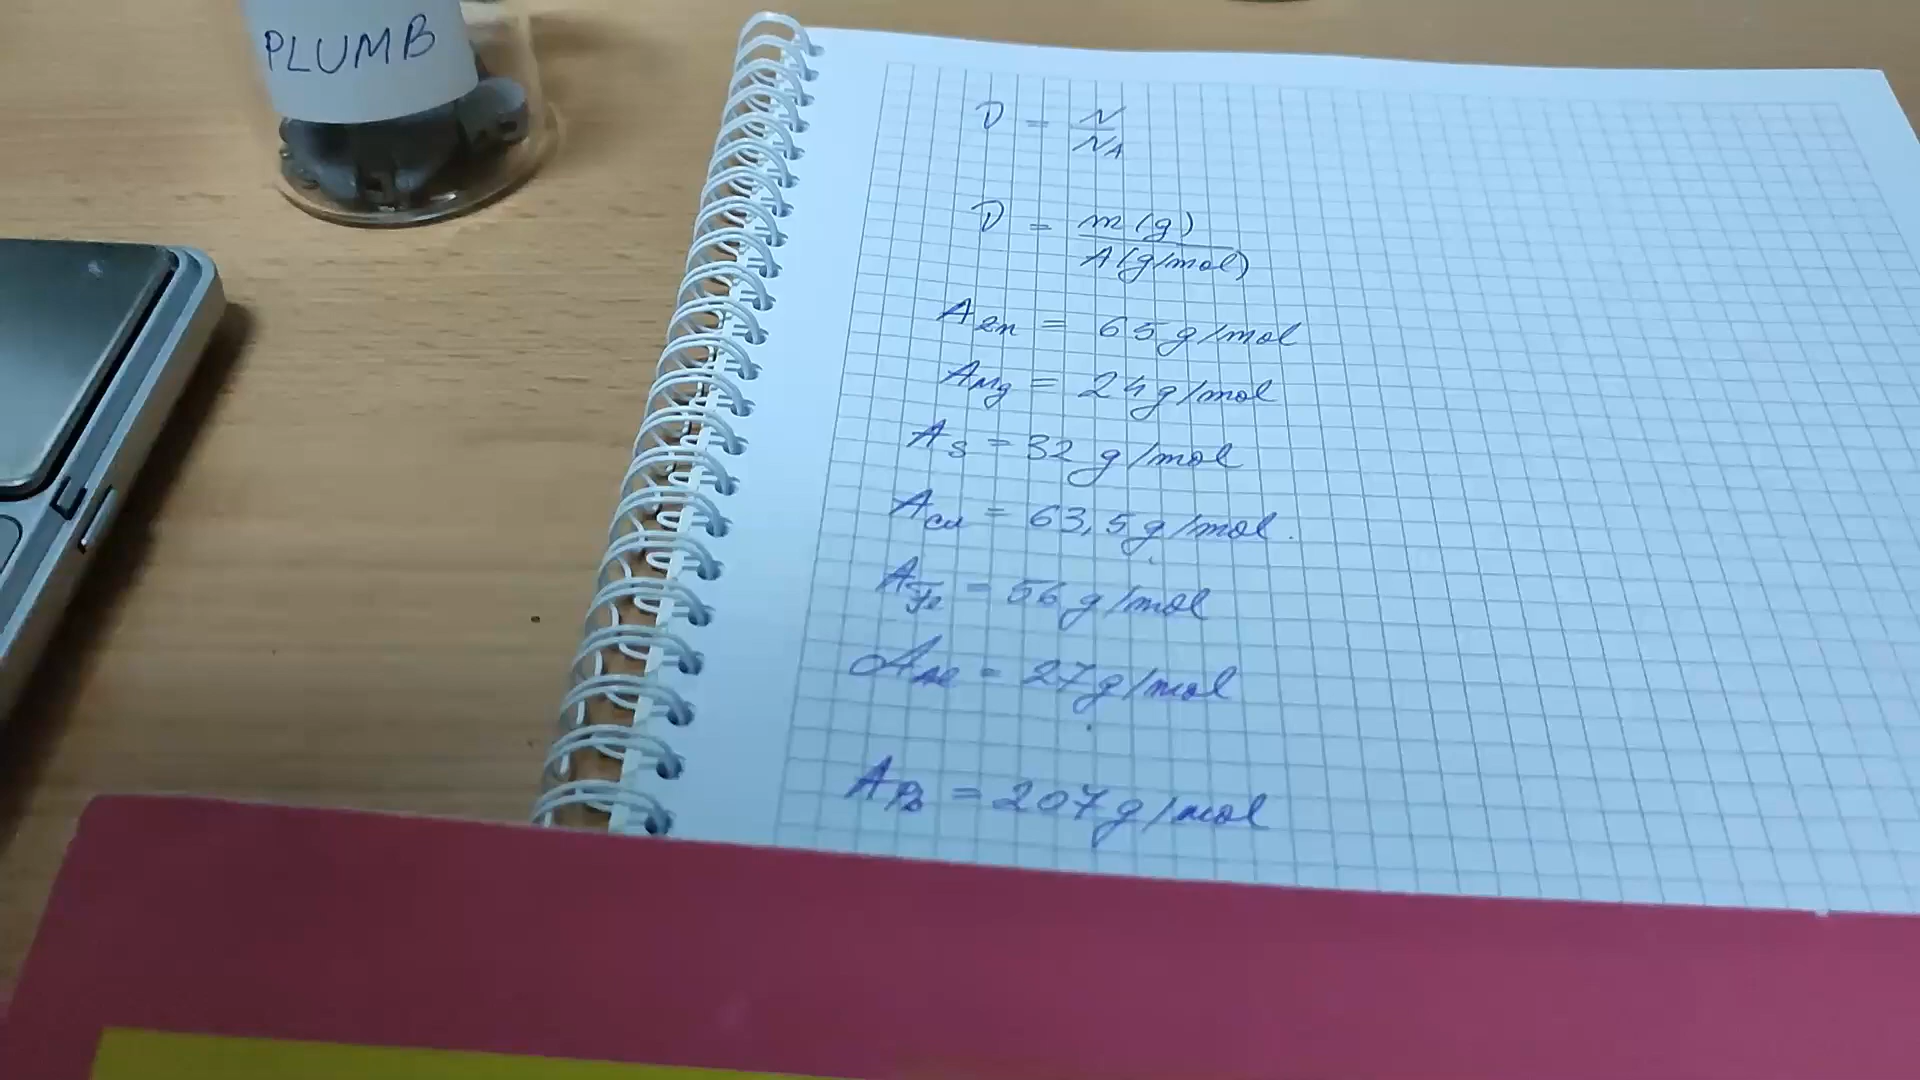 PLUMB
ν = N/NA
ν = m(g)/A(g/mol)
AZn = 65 g/mol
AMg = 24 g/mol
AS = 32 g/mol
ACu = 63,5 g/mol.
AFe = 56 g/mol
AAl = 27 g/mol
APb = 207 g/mol